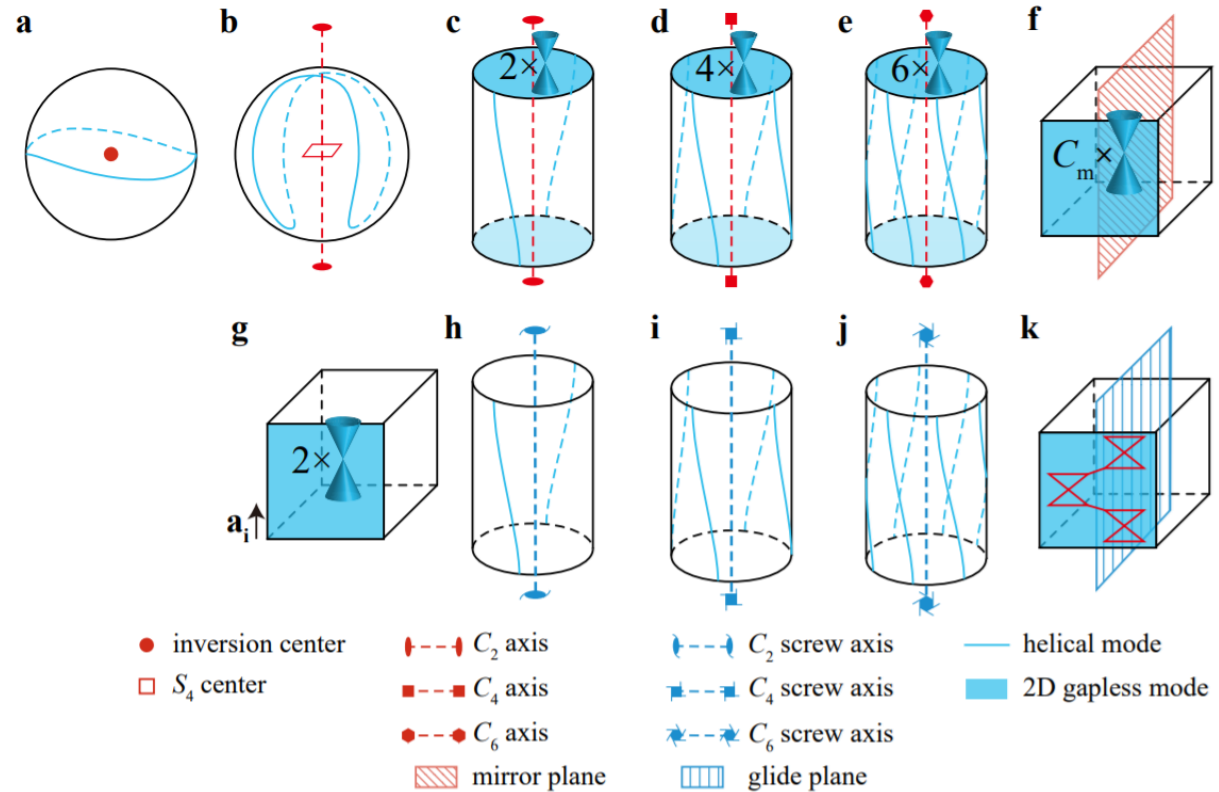 a
b
c
d
e
f
2×
4×
6×
Cm×
g
h
i
j
k
2×
ai
inversion center
S4 center
C2 axis
C4 axis
C6 axis
mirror plane
C2 screw axis
C4 screw axis
C6 screw axis
glide plane
helical mode
2D gapless mode